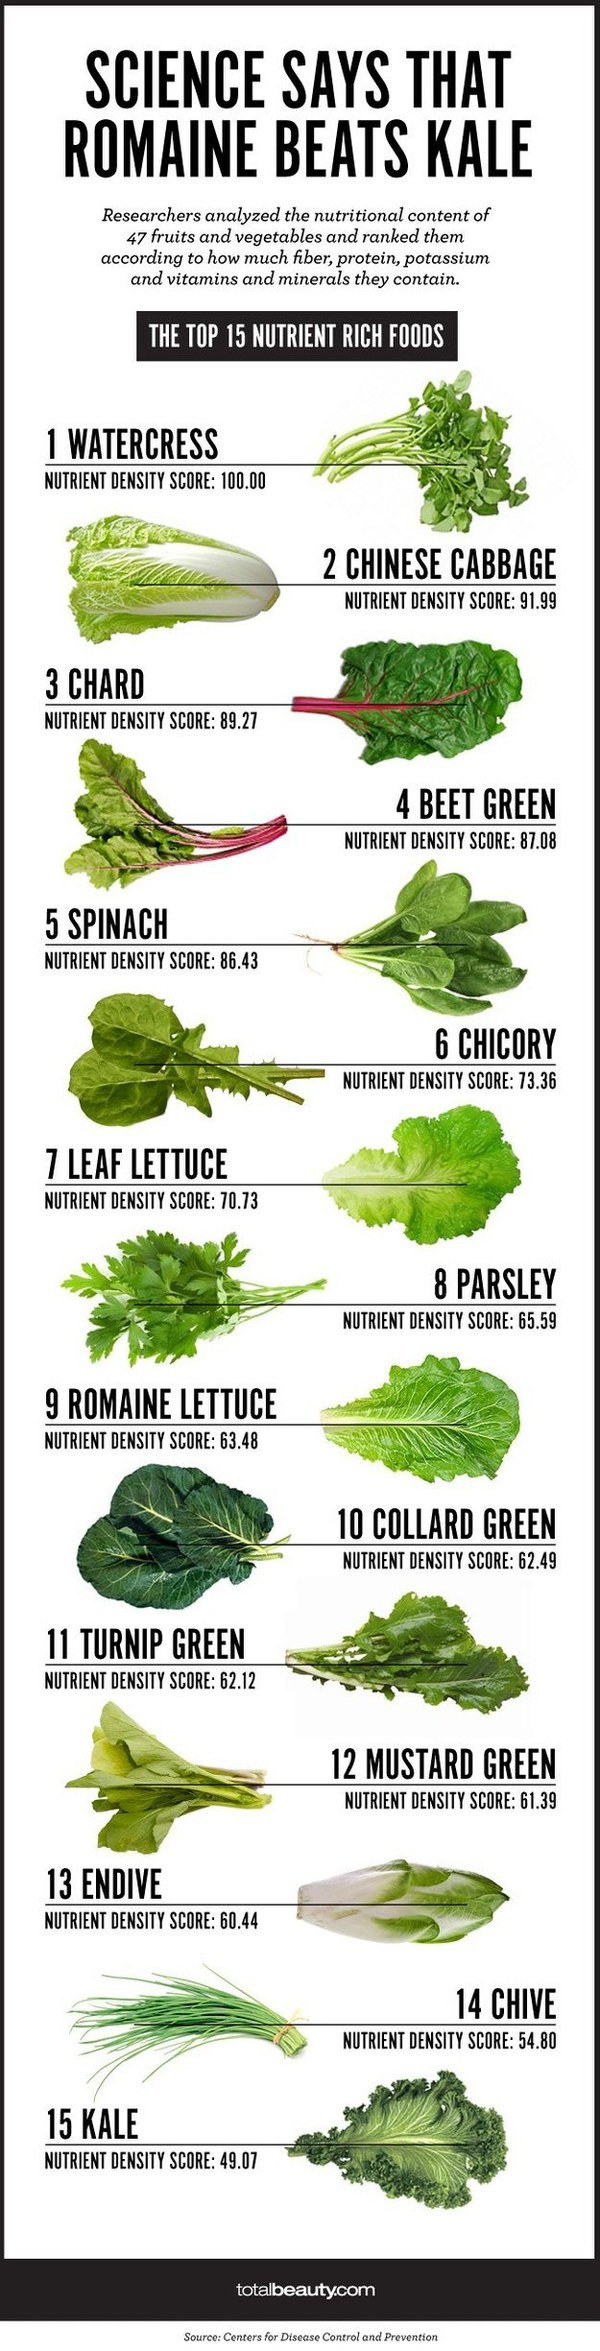 SCIENCE SAYS THAT
ROMAINE BEATS KALE
Researchers analyzed the nutritional content of
47 fruits and vegetables and ranked them
according to how much fiber, protein, potassium
and vitamins and minerals they contain.
THE TOP 15 NUTRIENT RICH FOODS
1 WATERCRESS
NUTRIENT DENSITY SCORE: 100.00
2 CHINESE CABBAGE
NUTRIENT DENSITY SCORE: 91.99
3 CHARD
NUTRIENT DENSITY SCORE: 89.27
4 BEET GREEN
NUTRIENT DENSITY SCORE: 87.08
5 SPINACH
NUTRIENT DENSITY SCORE: 86.43
6 CHICORY
NUTRIENT DENSITY SCORE: 73.36
7 LEAF LETTUCE
NUTRIENT DENSITY SCORE: 70.73
8 PARSLEY
NUTRIENT DENSITY SCORE: 65.59
9 ROMAINE LETTUCE
NUTRIENT DENSITY SCORE: 63.48
10 COLLARD GREEN
NUTRIENT DENSITY SCORE: 62.49
11 TURNIP GREEN
NUTRIENT DENSITY SCORE: 62.12
12 MUSTARD GREEN
NUTRIENT DENSITY SCORE: 61.39
13 ENDIVE
NUTRIENT DENSITY SCORE: 60.44
14 CHIVE
NUTRIENT DENSITY SCORE: 54.80
15 KALE
NUTRIENT DENSITY SCORE: 49.07
totalbeauty.com
Source: Centers for Disease Control and Prevention